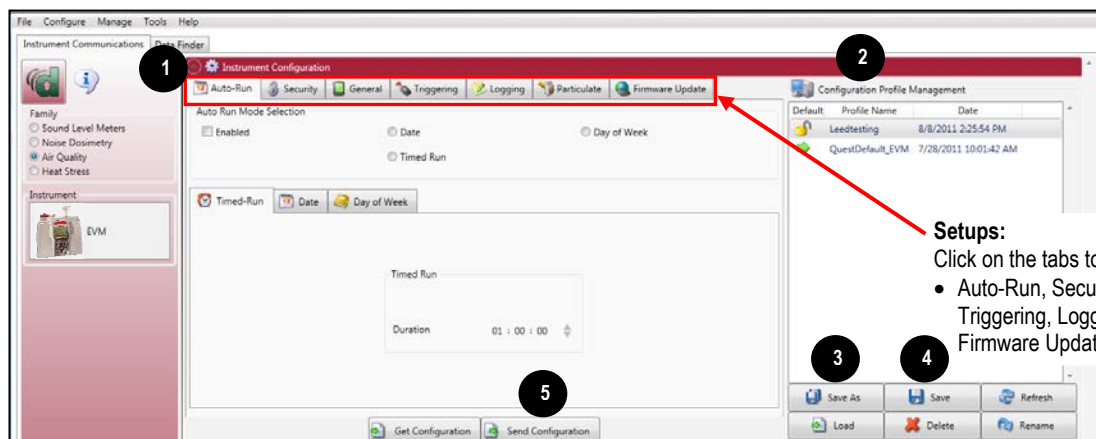 File Configure Manage Tools Help
Instrument Communications Data Finder
1
2
Instrument Configuration
Auto-Run Security General Triggering Logging Particulate Firmware Update
Configuration Profile Management
Auto Run Mode Selection
Enabled Date Day of Week
Timed Run
Family
Sound Level Meters
Noise Dosimetry
Air Quality
Heat Stress
Instrument
EVM
Default Profile Name Date
Leedtesting 8/8/2011 2:25:54 PM
QuestDefault_EVM 7/28/2011 10:01:42 AM
Timed-Run Date Day of Week
Timed Run
Duration 01 : 00 : 00
Setups:
Click on the tabs to
• Auto-Run, Secu
Triggering, Logg
Firmware Updat
3
4
5
Save As Save Refresh
Load Delete Rename
Get Configuration Send Configuration